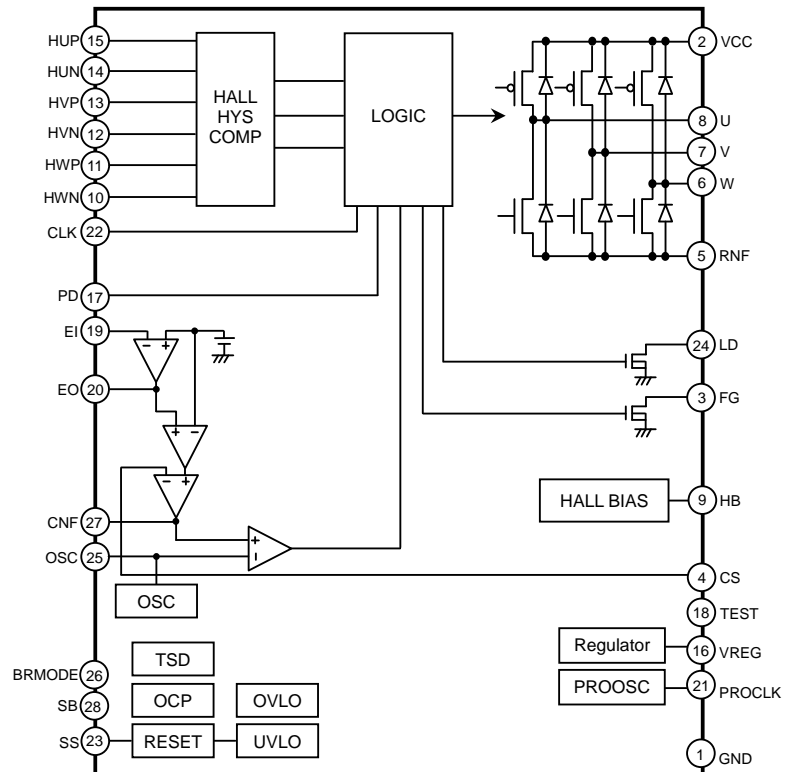 HUP 15
HUN 14
HVP 13
HVN 12
HWP 11
HWN 10
CLK 22
PD 17
EI 19
EO 20
CNF 27
OSC 25
BRMODE 26
SB 28
SS 23
HALL
HYS
COMP
LOGIC
− +
+ −
− +
+
−
OSC
TSD
OCP OVLO
RESET UVLO
2 VCC
8 U
7 V
6 W
5 RNF
24 LD
3 FG
HALL BIAS 9 HB
4 CS
18 TEST
Regulator 16 VREG
PROOSC 21 PROCLK
1 GND